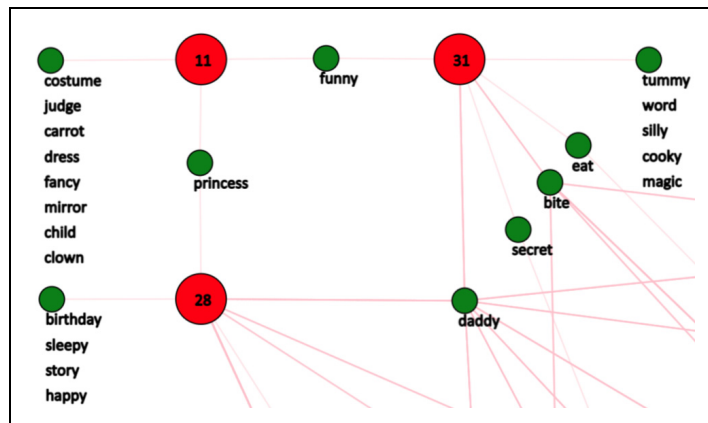 11
31
funny
costume
judge
carrot
dress
fancy
mirror
child
clown
tummy
word
silly
cooky
magic
eat
princess
bite
secret
28
birthday
sleepy
story
happy
daddy